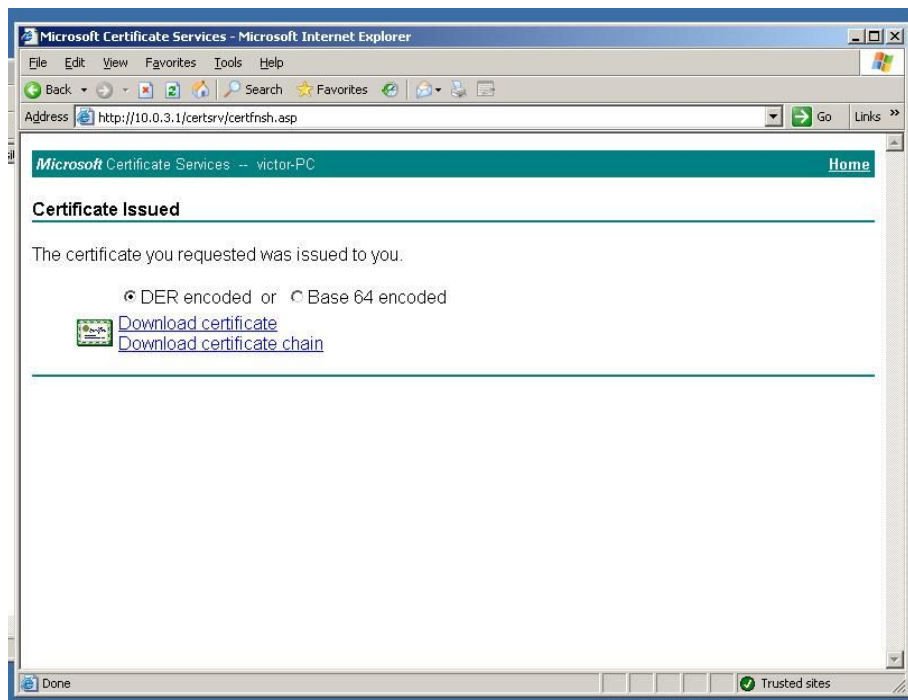 Microsoft Certificate Services - Microsoft Internet Explorer
File Edit View Favorites Tools Help
Back Search Favorites
Address http://10.0.3.1/certsrv/certfnsh.asp Go Links »
Microsoft Certificate Services -- victor-PC Home
Certificate Issued
The certificate you requested was issued to you.
DER encoded or Base 64 encoded
Download certificate
Download certificate chain
Done Trusted sites